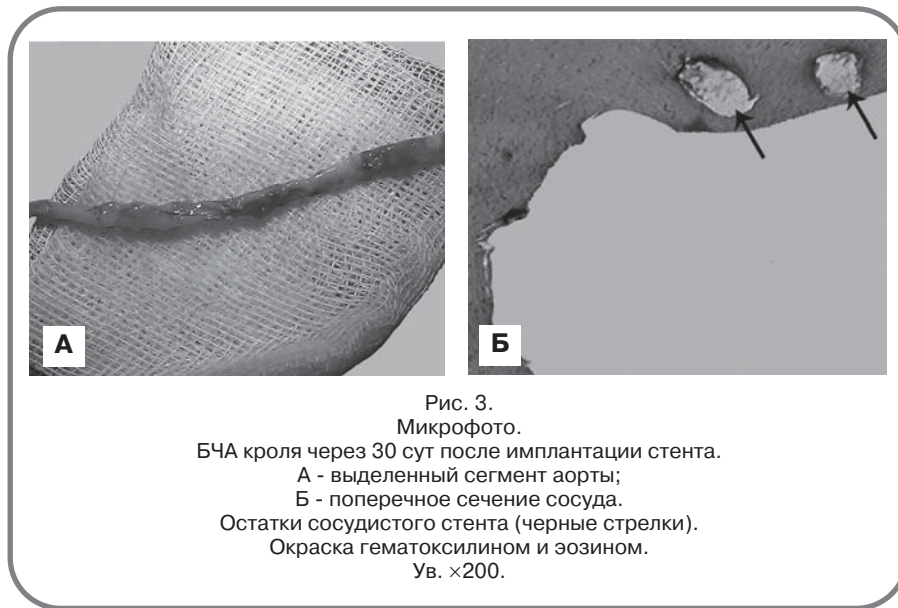 А
Б
Рис. 3.
Микрофото.
БЧА кроля через 30 сут после имплантации стента.
А - выделенный сегмент аорты;
Б - поперечное сечение сосуда.
Остатки сосудистого стента (черные стрелки).
Окраска гематоксилином и эозином.
Ув. ×200.